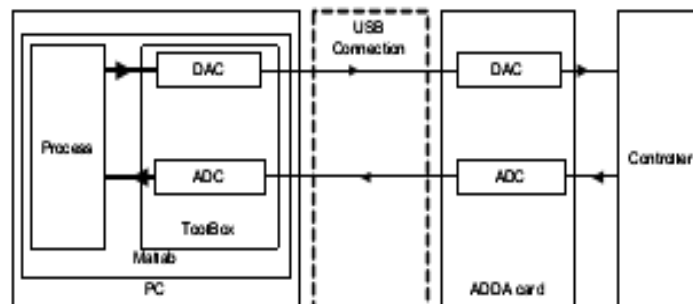 USB
Connection
DAC
DAC
Process
Controller
ADC
ADC
ToolBox
Matlab
PC
ADDA card